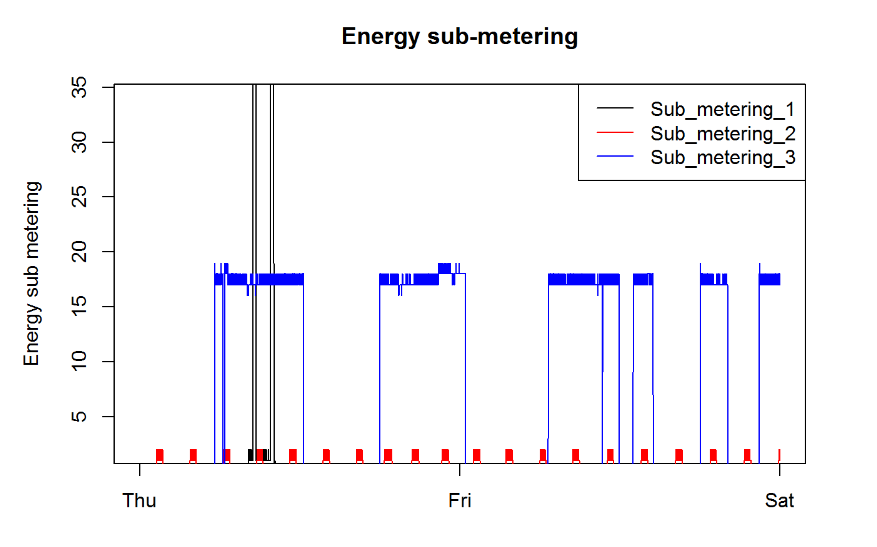 Energy sub-metering
35
30
25
20
15
10
5
Energy sub metering
Sub_metering_1
Sub_metering_2
Sub_metering_3
Thu
Fri
Sat